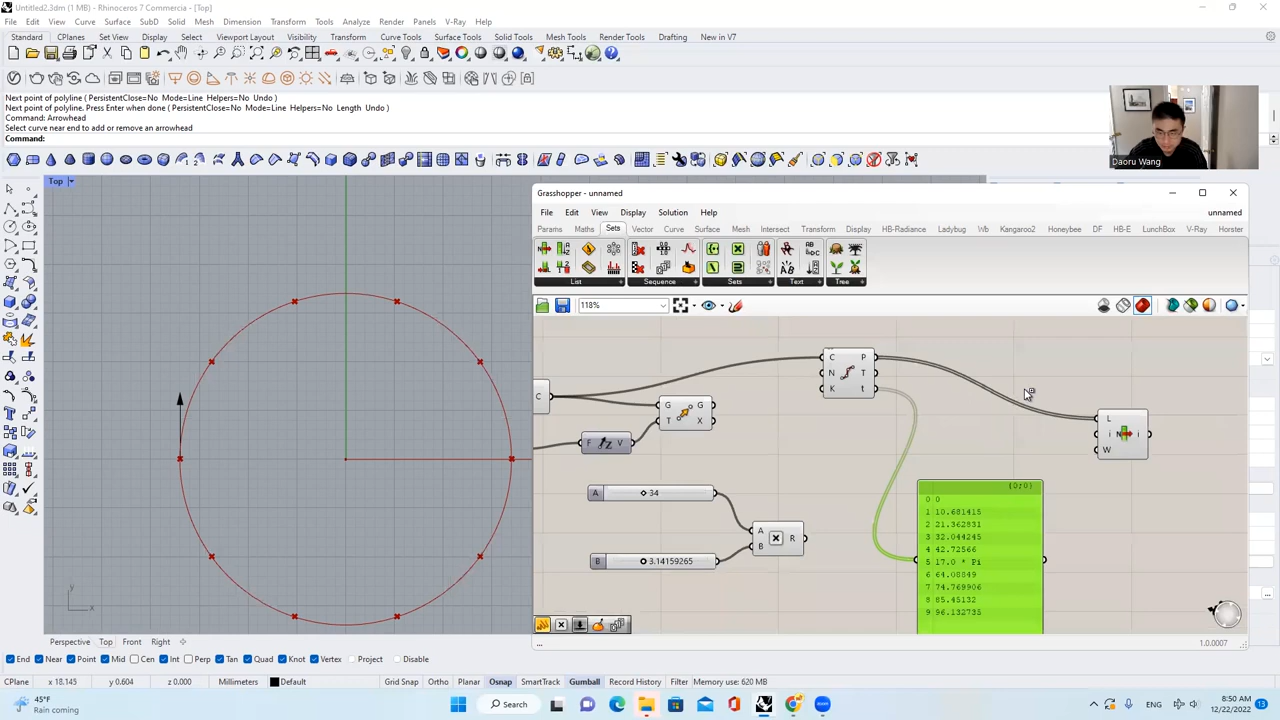 Untitled2.3dm (1 MB) - Rhinoceros 7 Commercia - [Top]
File Edit View Curve Surface SubD Solid Mesh Dimension Transform Tools Analyze Render Panels V-Ray Help
Standard CPlanes Set View Display Select Viewport Layout Visibility Transform Curve Tools Surface Tools Solid Tools Mesh Tools Render Tools Drafting New in V7
Next point of polyline ( PersistentClose=No Mode=Line Helpers=No Undo )
Next point of polyline. Press Enter when done ( PersistentClose=No Mode=Line Helpers=No Length Undo )
Command: Arrowhead
Select curve near end to add or remove an arrowhead
Command:
Daoru Wang
Top
Grasshopper - unnamed
File Edit View Display Solution Help
unnamed
Params Maths Sets Vector Curve Surface Mesh Intersect Transform Display HB-Radiance Ladybug Wb Kangaroo2 Honeybee DF HB-E LunchBox V-Ray Horster
List Sequence Sets Text Tree
118%
C P
N T
K t
C
G G
T X
F V
L
i N i
W
A 34
A R
B
B 3.14159265
{0;0}
0 0
1 10.681415
2 21.362831
3 32.044245
4 42.72566
5 17.0 * Pi
6 64.08849
7 74.769906
8 85.45132
9 96.132735
y
x
1.0.0007
Perspective Top Front Right
End Near Point Mid Cen Int Perp Tan Quad Knot Vertex Project Disable
CPlane x 18.145 y 0.604 z 0.000 Millimeters Default Grid Snap Ortho Planar Osnap SmartTrack Gumball Record History Filter Memory use: 620 MB
45°F
Rain coming
Search
8:50 AM
12/22/2022
13